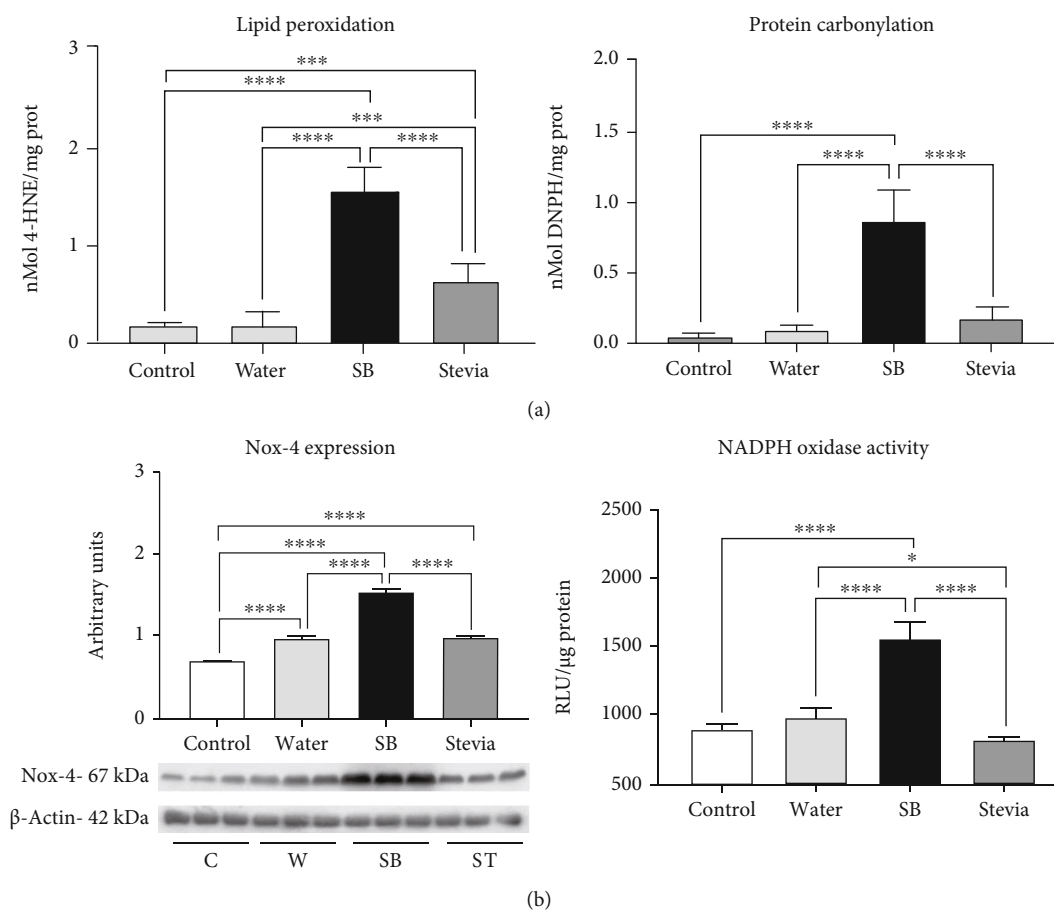 Lipid peroxidation
nMol 4-HNE/mg prot
3
2
1
0
***
****
***
**** ****
Control Water SB Stevia
Protein carbonylation
nMol DNPH/mg prot
2.0
1.5
1.0
0.5
0.0
****
**** ****
Control Water SB Stevia
(a)
Nox-4 expression
Arbitrary units
3
2
1
0
****
****
**** ****
****
Control Water SB Stevia
Nox-4- 67 kDa
β-Actin- 42 kDa
C W SB ST
NADPH oxidase activity
RLU/μg protein
2500
2000
1500
1000
500
****
*
**** ****
Control Water SB Stevia
(b)